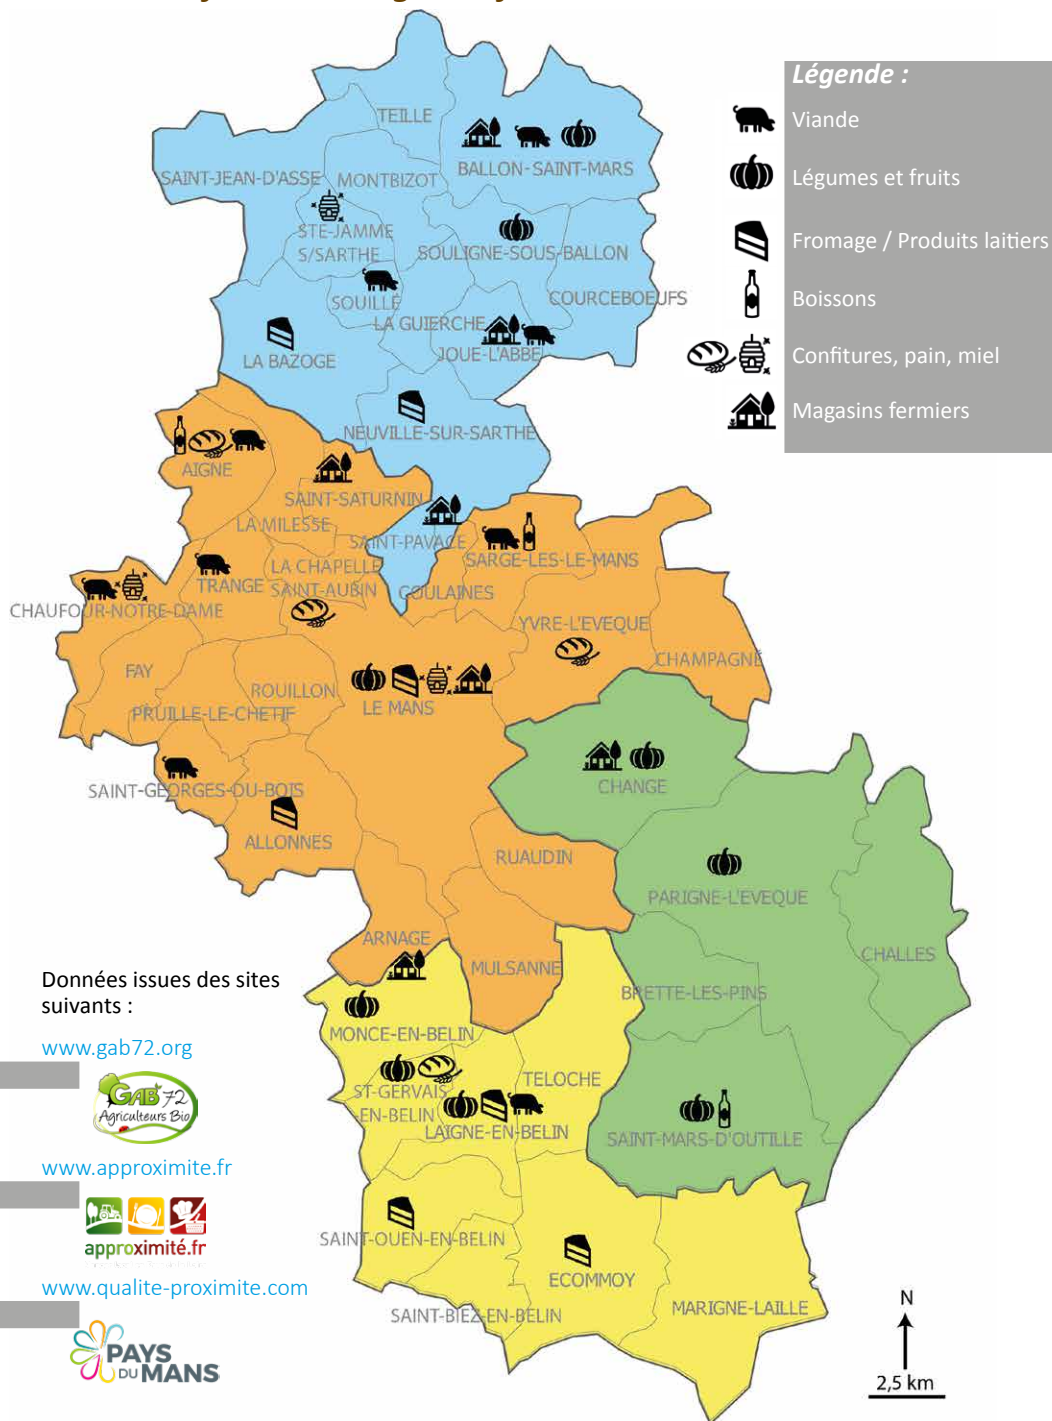 Légende :
Viande
Légumes et fruits
Fromage / Produits laitiers
Boissons
Confitures, pain, miel
Magasins fermiers
TEILLE
BALLON-SAINT-MARS
SAINT-JEAN-D'ASSE
MONTBIZOT
STE-JAMME
S/SARTHE
SOULIGNE-SOUS-BALLON
SOUILLÉ
COURCEBOEUFS
LA GUIERCHE
JOUE-L'ABBE
LA BAZOGE
NEUVILLE-SUR-SARTHE
AIGNE
SAINT-SATURNIN
LA MILESSE
SAINT-PAVACE
SARGE-LES-LE-MANS
LA CHAPELLE
SAINT-AUBIN
TRANGE
COULAINES
CHAUFOUR-NOTRE-DAME
YVRE-L'EVEQUE
CHAMPAGNÉ
FAY
ROUILLON
LE MANS
PRUILLE-LE-CHETIF
SAINT-GEORGES-DU-BOIS
CHANGE
ALLONNES
RUAUDIN
PARIGNE-L'EVEQUE
ARNAGE
MULSANNE
CHALLES
BRETTE-LES-PINS
MONCE-EN-BELIN
TELOCHE
ST-GERVAIS
-EN-BELIN
LAIGNE-EN-BELIN
SAINT-MARS-D'OUTILLE
SAINT-OUEN-EN-BELIN
ECOMMOY
SAINT-BIEZ-EN-BELIN
MARIGNE-LAILLE
Données issues des sites
suivants :
www.gab72.org
GAB 72
Agriculteurs Bio
www.approximite.fr
approximité.fr
www.qualite-proximite.com
PAYS
DU MANS
N
2,5 km